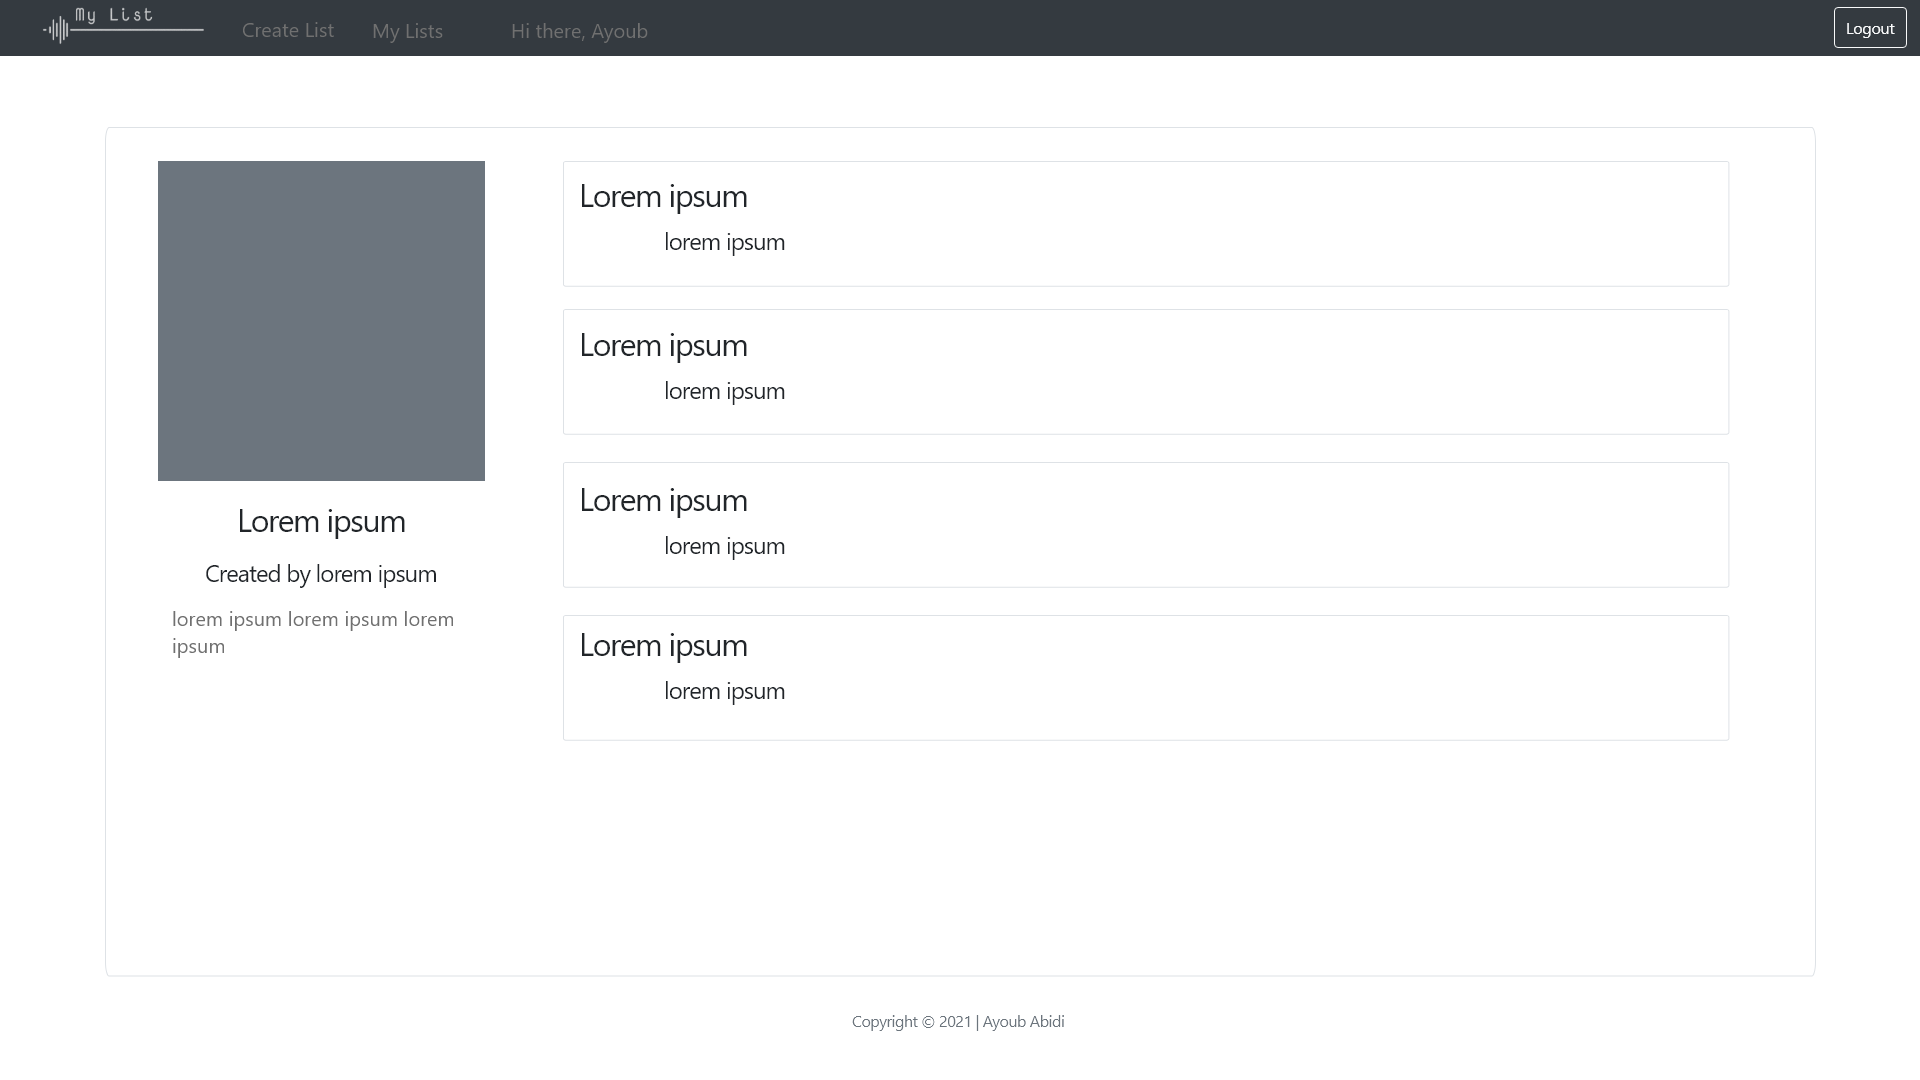 My List
Create List
My Lists
Hi there, Ayoub
Logout
Lorem ipsum
Created by lorem ipsum
lorem ipsum lorem ipsum lorem
ipsum
Lorem ipsum
lorem ipsum
Lorem ipsum
lorem ipsum
Lorem ipsum
lorem ipsum
Lorem ipsum
lorem ipsum
Copyright © 2021 | Ayoub Abidi